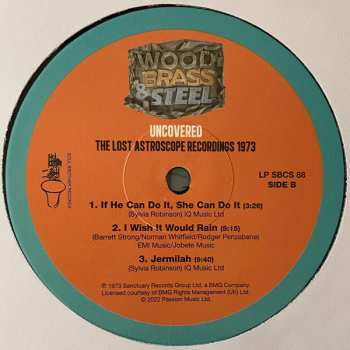 WOOD
BRASS
& STEEL
UNCOVERED
THE LOST ASTROSCOPE RECORDINGS 1973
LP SBCS 88
SIDE B
1. If He Can Do It, She Can Do It (3:26)
(Sylvia Robinson) IQ Music Ltd
2. I Wish It Would Rain (5:15)
(Barrett Strong/Norman Whitfield/Rodger Penzabene)
EMI Music/Jobete Music
3. Jermilah (9:40)
(Sylvia Robinson) IQ Music Ltd
℗ 1973 Sanctuary Records Group Ltd, a BMG Company.
Licensed courtesy of BMG Rights Management (UK) Ltd.
© 2022 Passion Music Ltd.